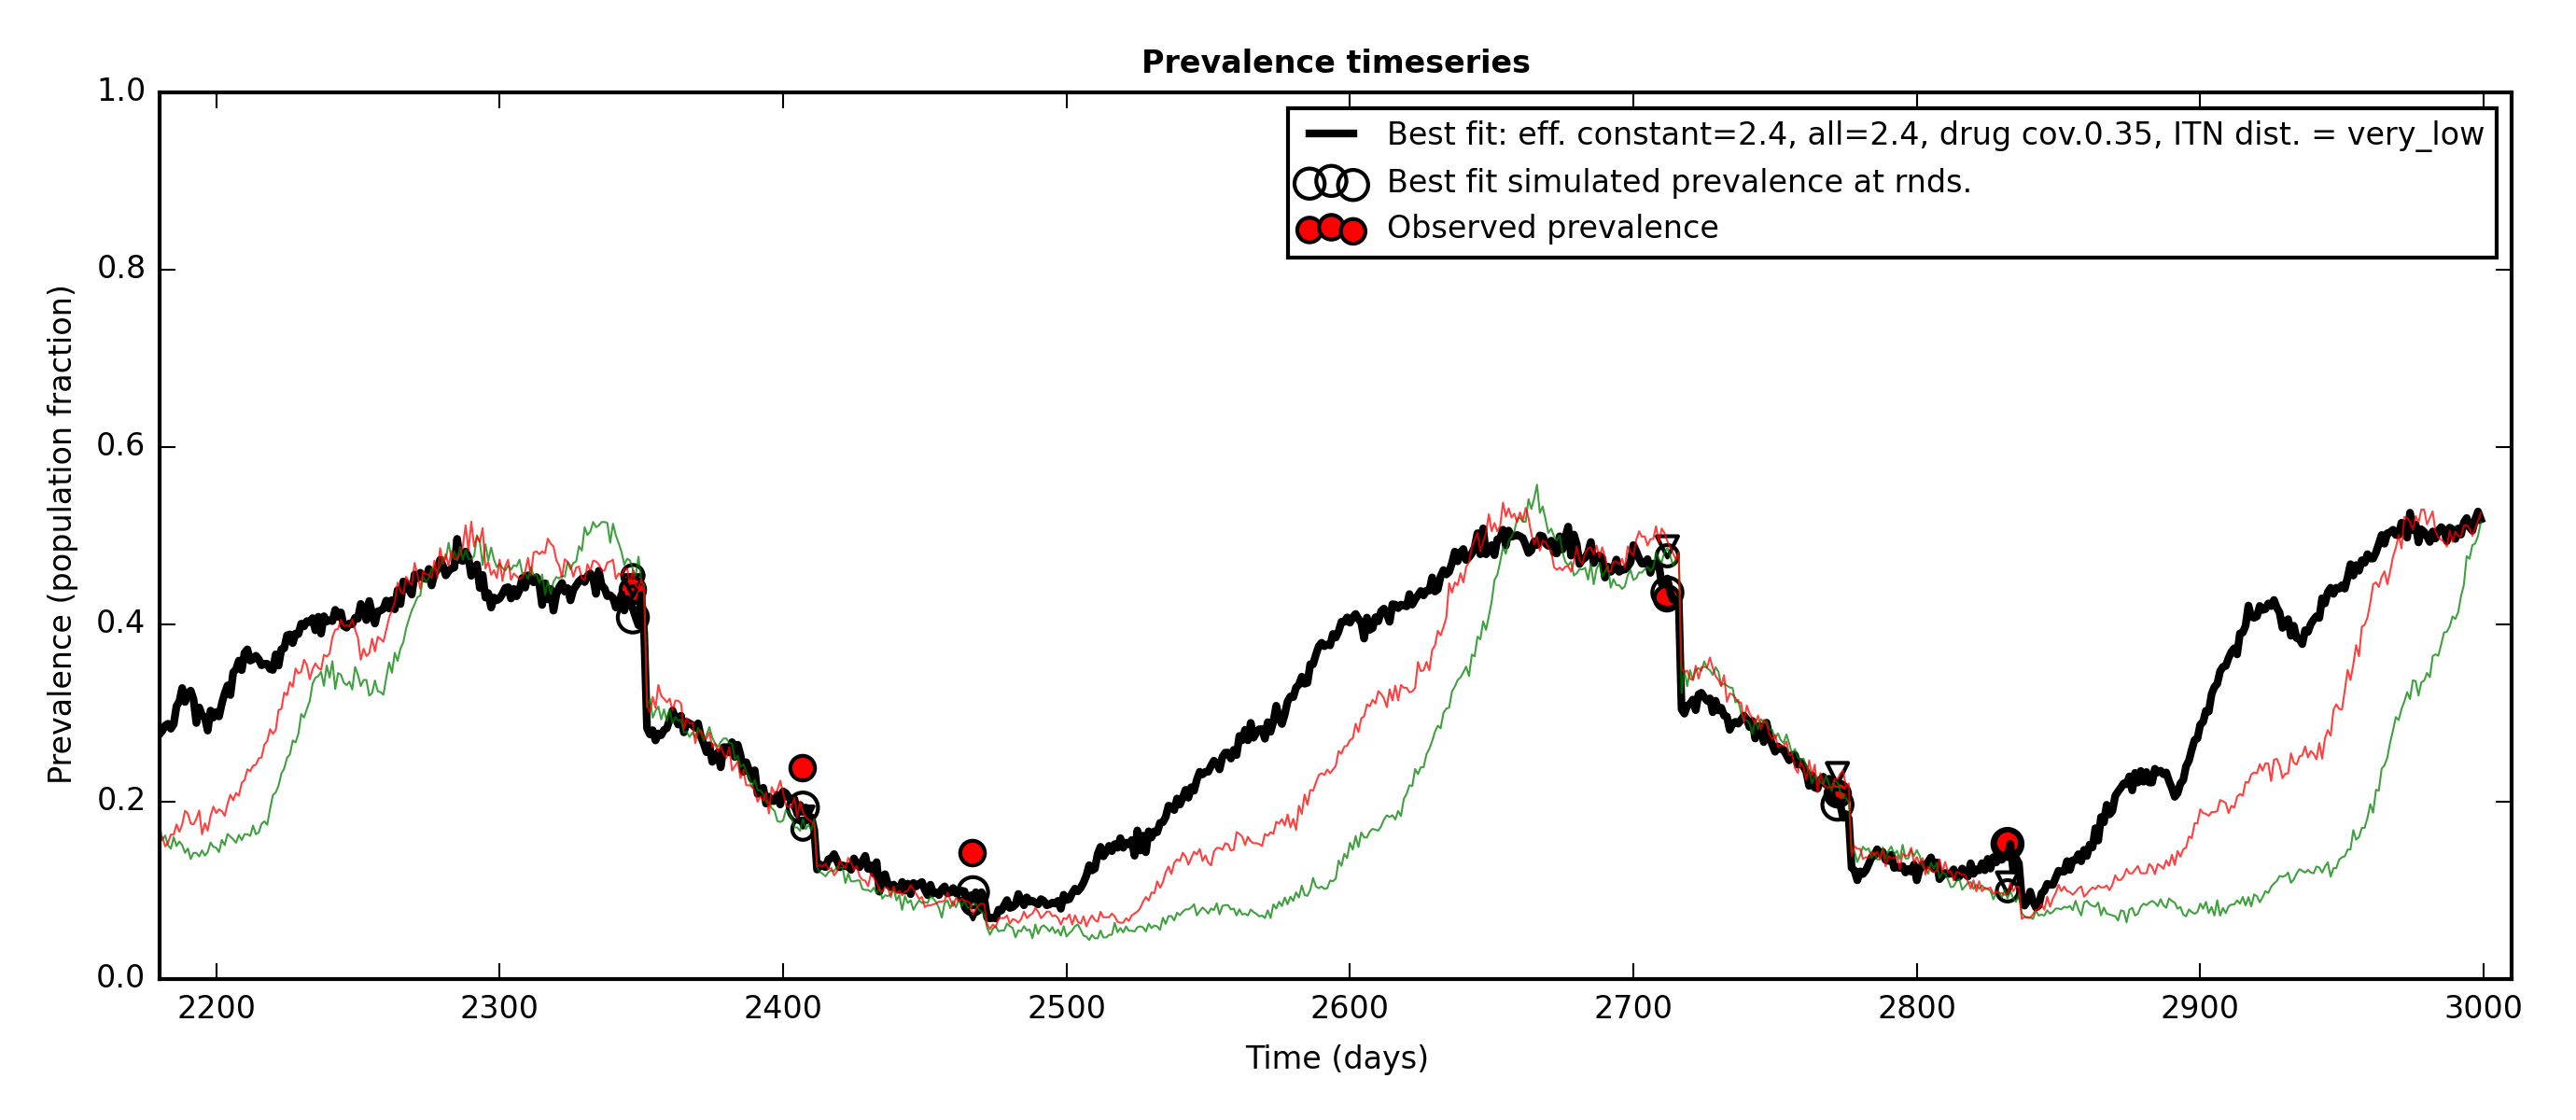 Prevalence timeseries
Best fit: eff. constant=2.4, all=2.4, drug cov.0.35, ITN dist. = very_low
Best fit simulated prevalence at rnds.
Observed prevalence
Prevalence (population fraction)
1.0
0.8
0.6
0.4
0.2
0.0
2200 2300 2400 2500 2600 2700 2800 2900 3000
Time (days)